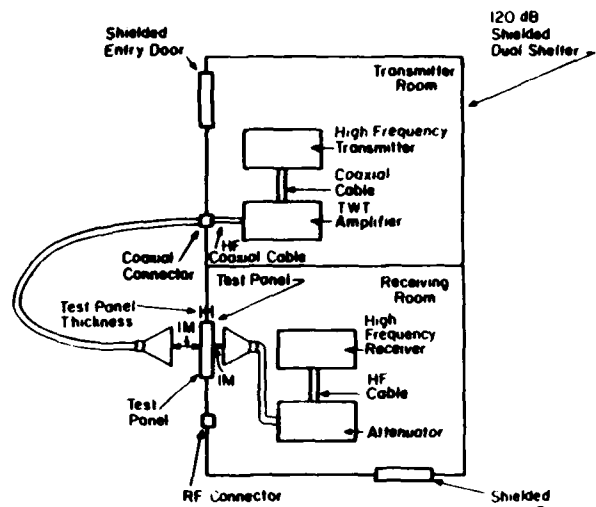 Shielded
Entry Door
120 dB
Shielded
Dual Shelter
Transmitter
Room
High Frequency
Transmitter
Coaxial
Cable
TWT
Amplifier
HF
Coaxial Cable
Coaxial
Connector
Test Panel
Receiving
Room
Test Panel
Thickness
IM
High
Frequency
Receiver
IM
HF
Cable
Test
Panel
Attenuator
RF Connector
Shielded